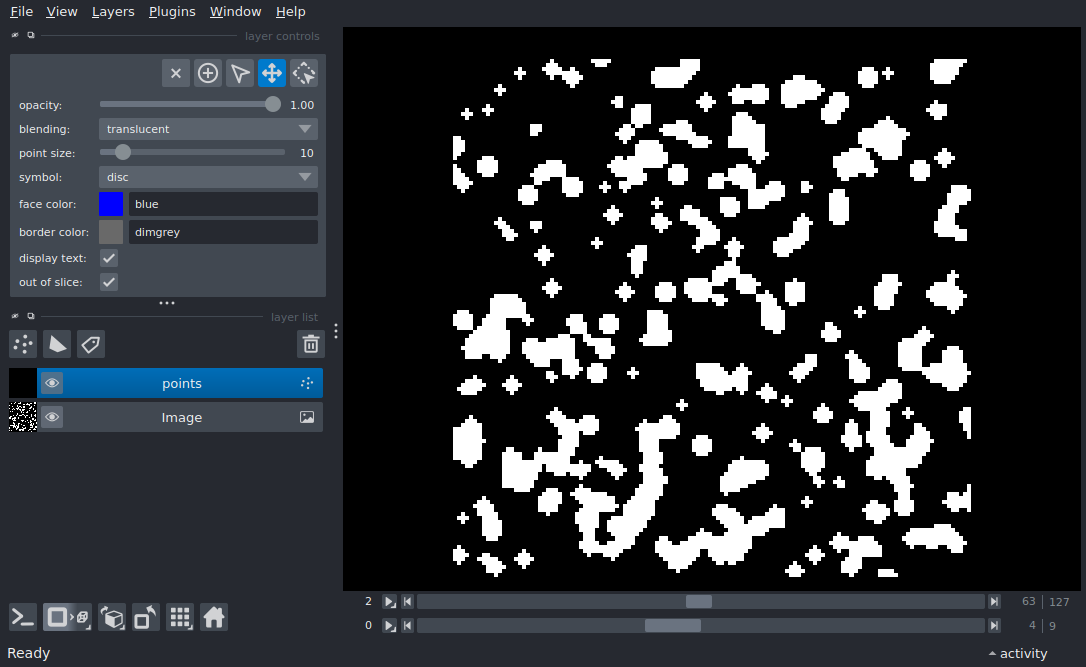 File View Layers Plugins Window Help
layer controls
opacity: 1.00
blending: translucent
point size: 10
symbol: disc
face color: blue
border color: dimgrey
display text:
out of slice:
layer list
points
Image
2 63 | 127
0 4 | 9
Ready activity